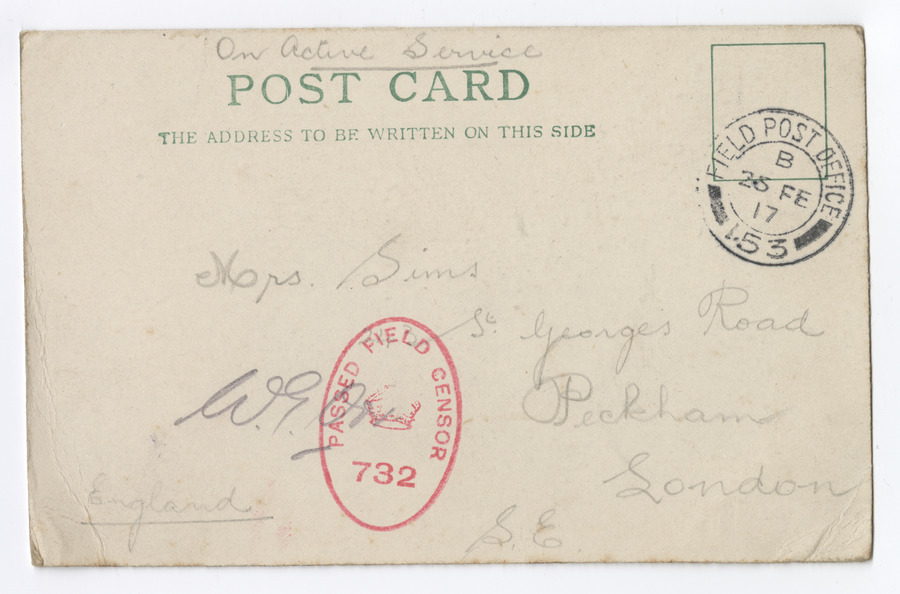 On Active Service
POST CARD
THE ADDRESS TO BE WRITTEN ON THIS SIDE
FIELD POST OFFICE
B
25 FE
17
153
Mrs. Sims
St Georges Road
Peckham
London
S.E
England
W.G.
PASSED FIELD CENSOR
732